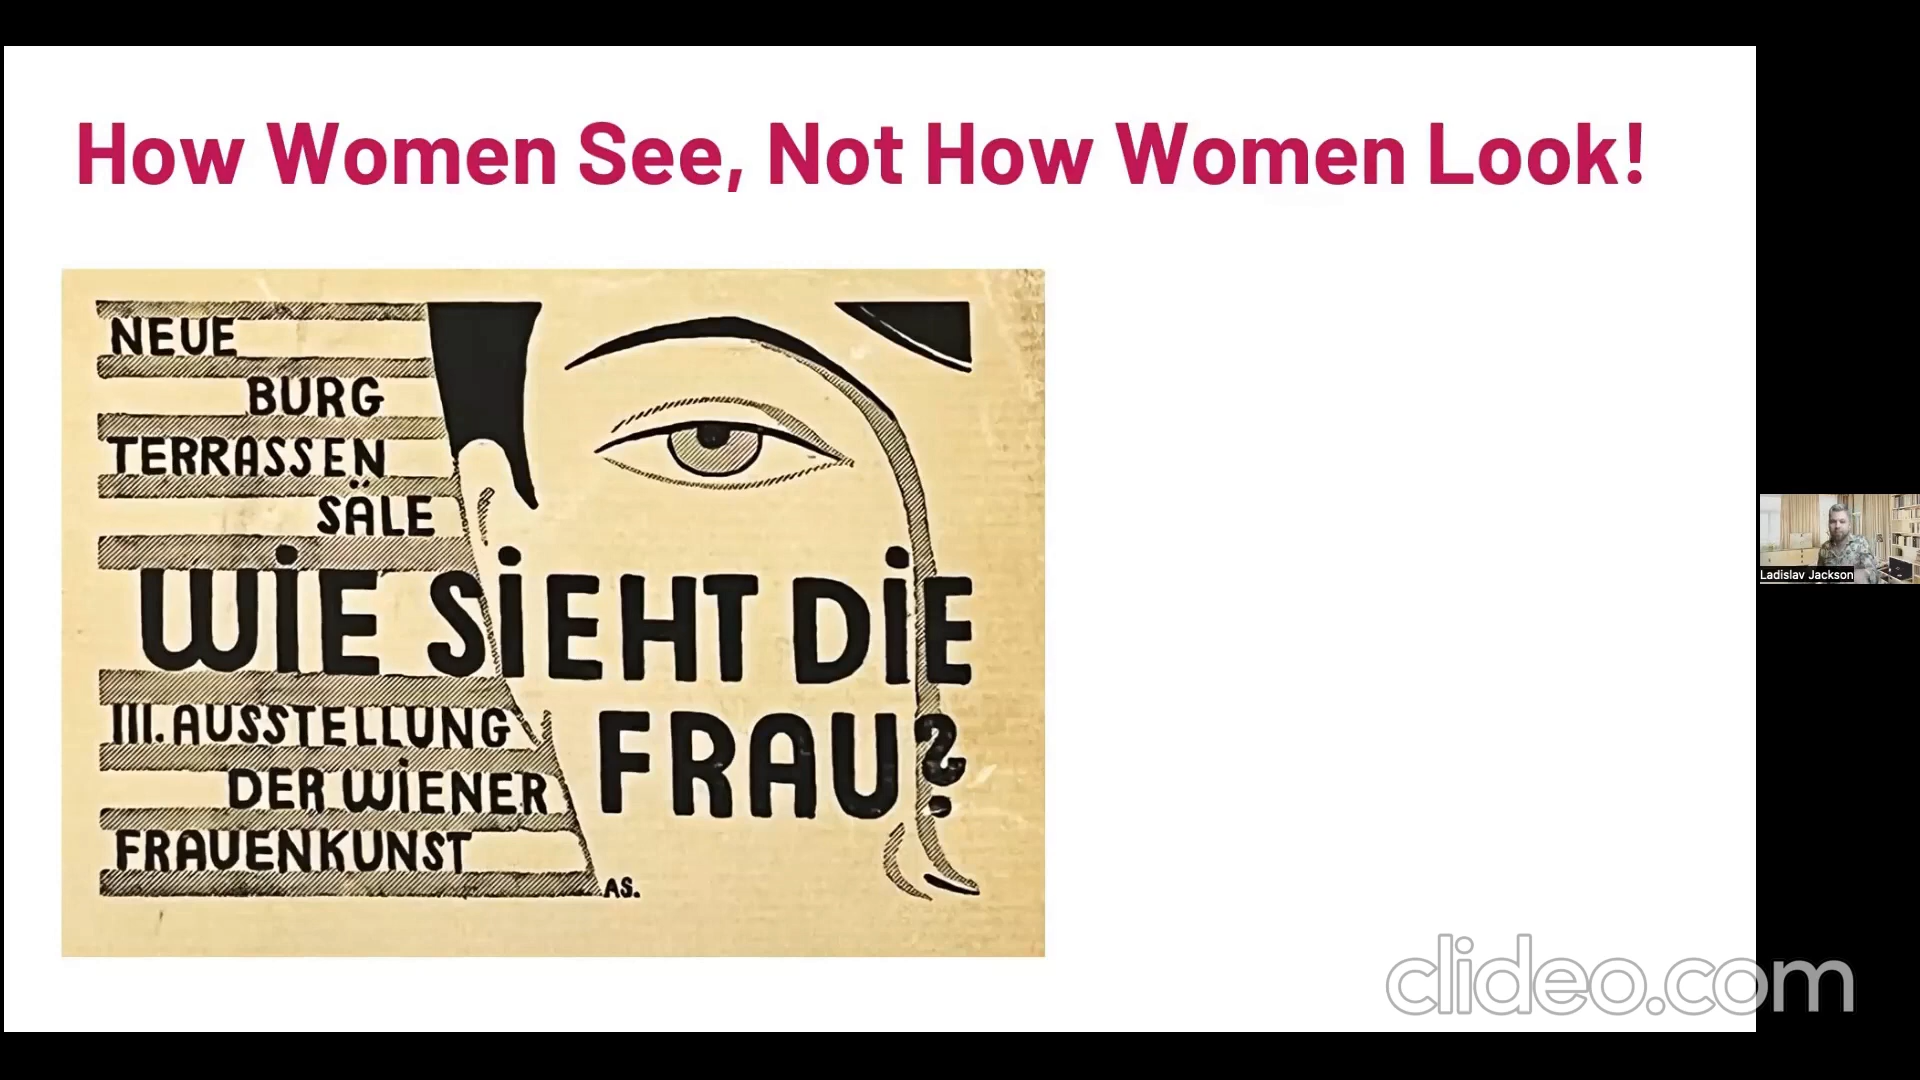 How Women See, Not How Women Look!
NEUE
BURG
TERRASSEN
SÄLE
WIE SIEHT DIE
FRAU?
III. AUSSTELLUNG
DER WIENER
FRAUENKUNST
AS.
Ladislav Jackson
clideo.com